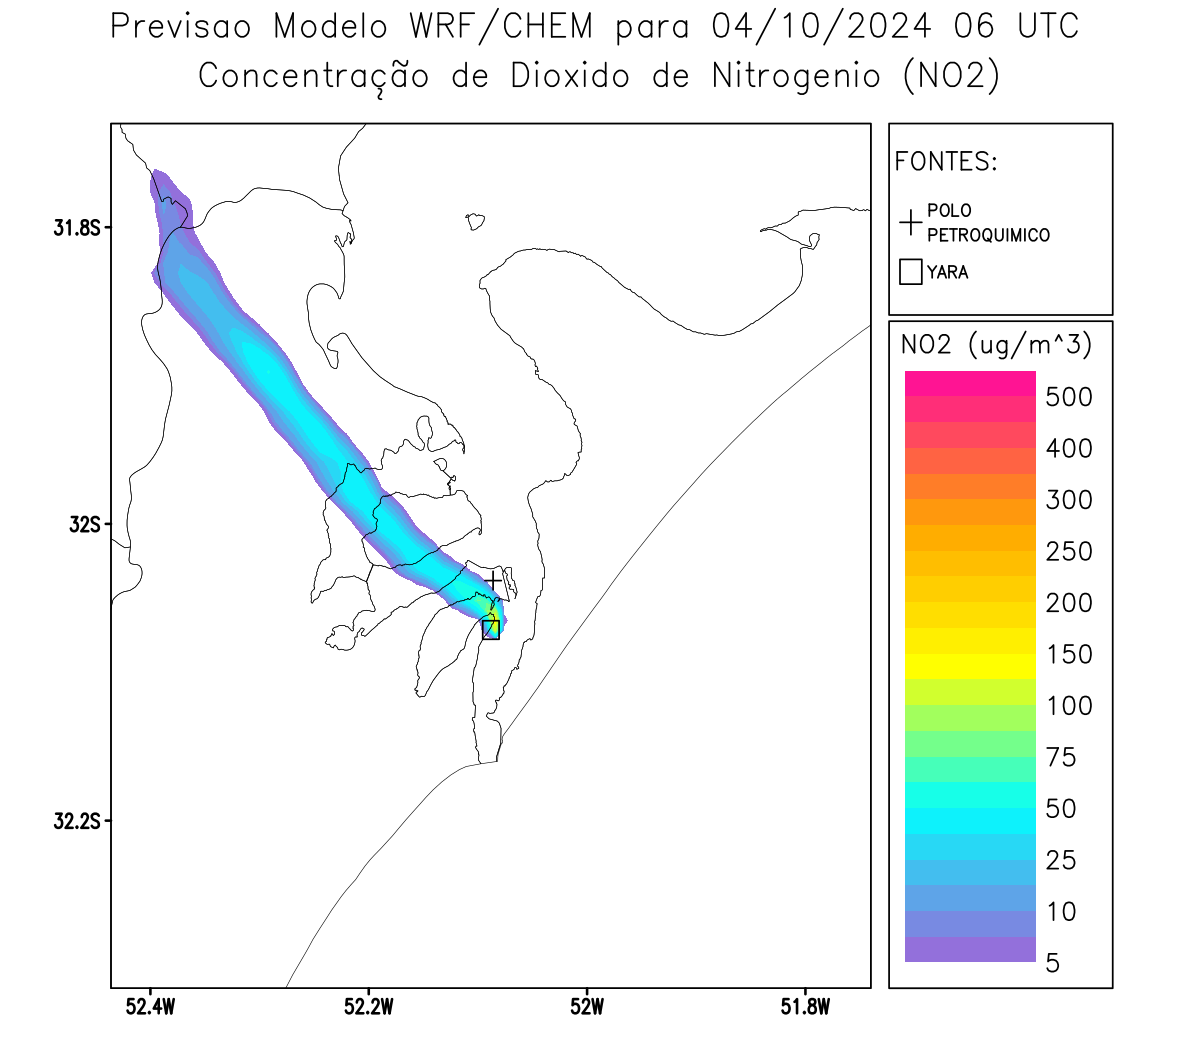 Previsao Modelo WRF/CHEM para 04/10/2024 06 UTC
Concentração de Dioxido de Nitrogenio (NO2)
FONTES:
POLO
PETROQUIMICO
YARA
NO2 (ug/m^3)
500
400
300
250
200
150
100
75
50
25
10
5
31.8S
32S
32.2S
52.4W
52.2W
52W
51.8W